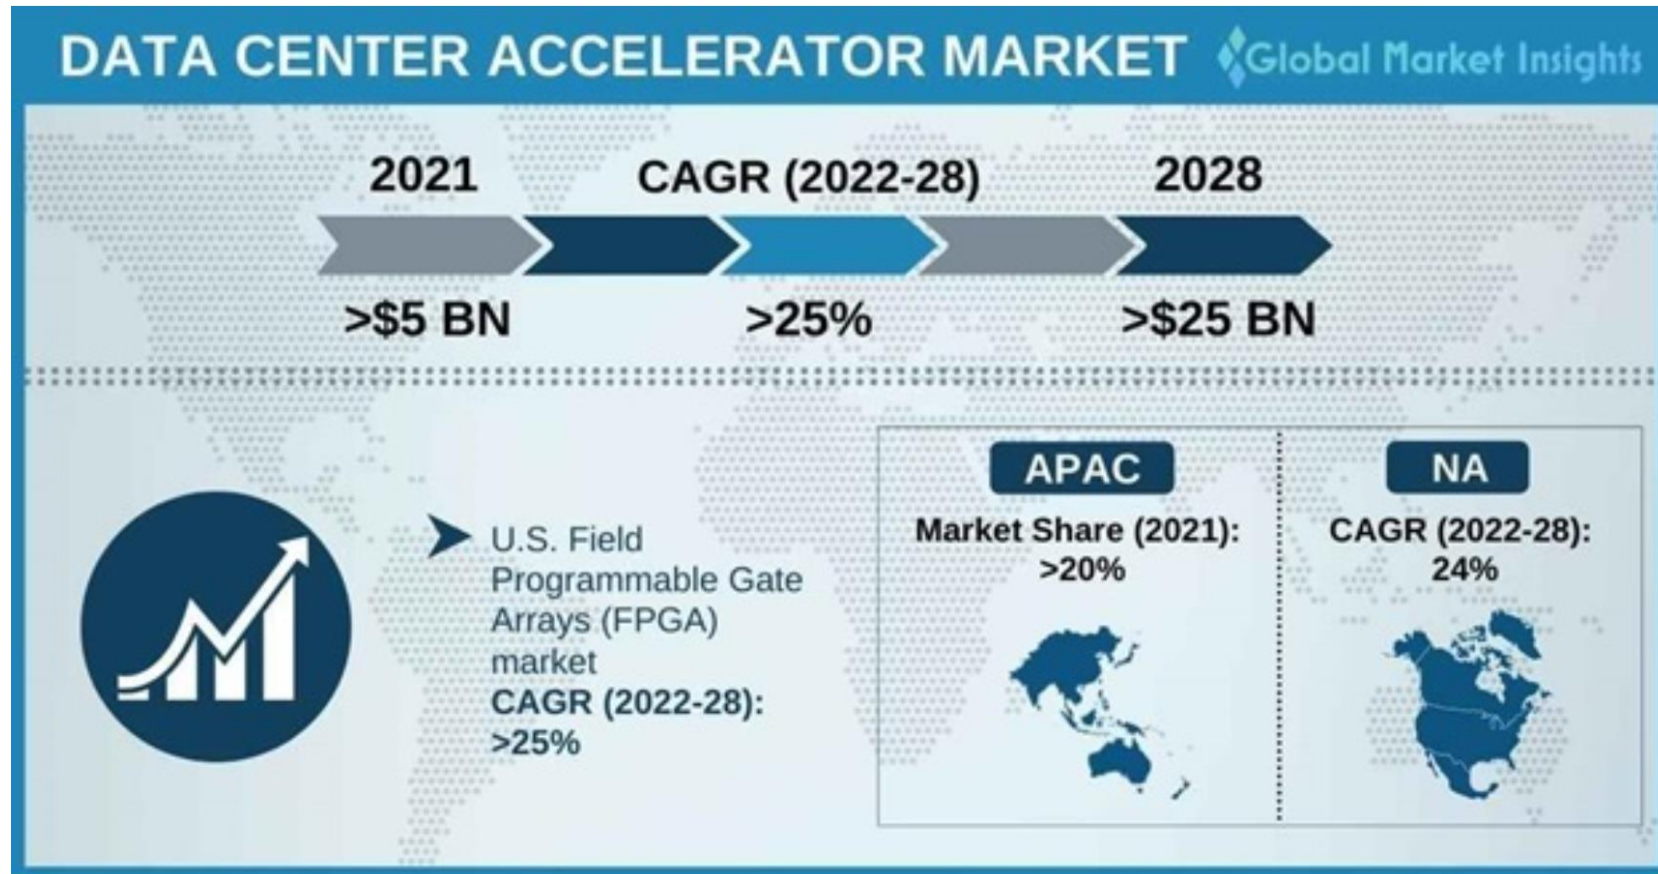 DATA CENTER ACCELERATOR MARKET
Global Market Insights
2021
CAGR (2022-28)
2028
>$5 BN
>25%
>$25 BN
U.S. Field
Programmable Gate
Arrays (FPGA)
market
CAGR (2022-28):
>25%
APAC
Market Share (2021):
>20%
NA
CAGR (2022-28):
24%